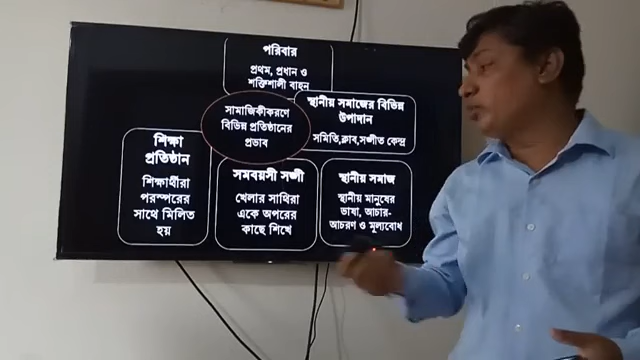 পরিবার
প্রথম, প্রধান ও
শক্তিশালী বাহন
সামাজিকীকরণে
বিভিন্ন প্রতিষ্ঠানের
প্রভাব
স্থানীয় সমাজের বিভিন্ন
উপাদান
সমিতি,ক্লাব,সঙ্গীত কেন্দ্র
শিক্ষা
প্রতিষ্ঠান
শিক্ষার্থীরা
পরস্পরের
সাথে মিলিত
হয়
সমবয়সী সঙ্গী
খেলার সাথিরা
একে অপরের
কাছে শিখে
স্থানীয় সমাজ
স্থানীয় মানুষের
ভাষা, আচার-
আচরণ ও মূল্যবোধ